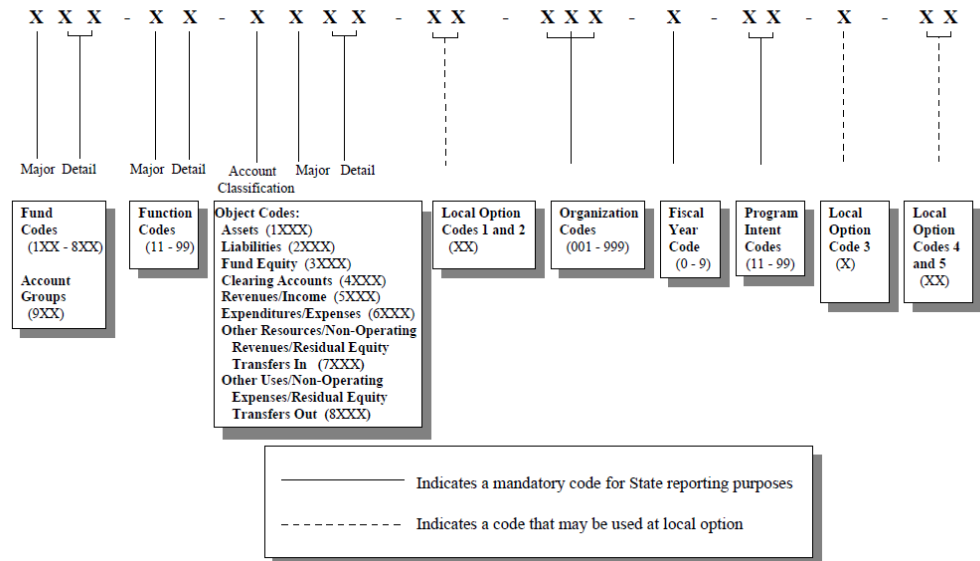 X X X - X X - X X X X - X X - X X X - X - X X - X - X X
Major Detail
Major Detail
Account
Classification
Major Detail
Fund
Codes
(1XX - 8XX)
Account
Groups
(9XX)
Function
Codes
(11 - 99)
Object Codes:
Assets (1XXX)
Liabilities (2XXX)
Fund Equity (3XXX)
Clearing Accounts (4XXX)
Revenues/Income (5XXX)
Expenditures/Expenses (6XXX)
Other Resources/Non-Operating
Revenues/Residual Equity
Transfers In (7XXX)
Other Uses/Non-Operating
Expenses/Residual Equity
Transfers Out (8XXX)
Local Option
Codes 1 and 2
(XX)
Organization
Codes
(001 - 999)
Fiscal
Year
Code
(0 - 9)
Program
Intent
Codes
(11 - 99)
Local
Option
Code 3
(X)
Local
Option
Codes 4
and 5
(XX)
Indicates a mandatory code for State reporting purposes
Indicates a code that may be used at local option